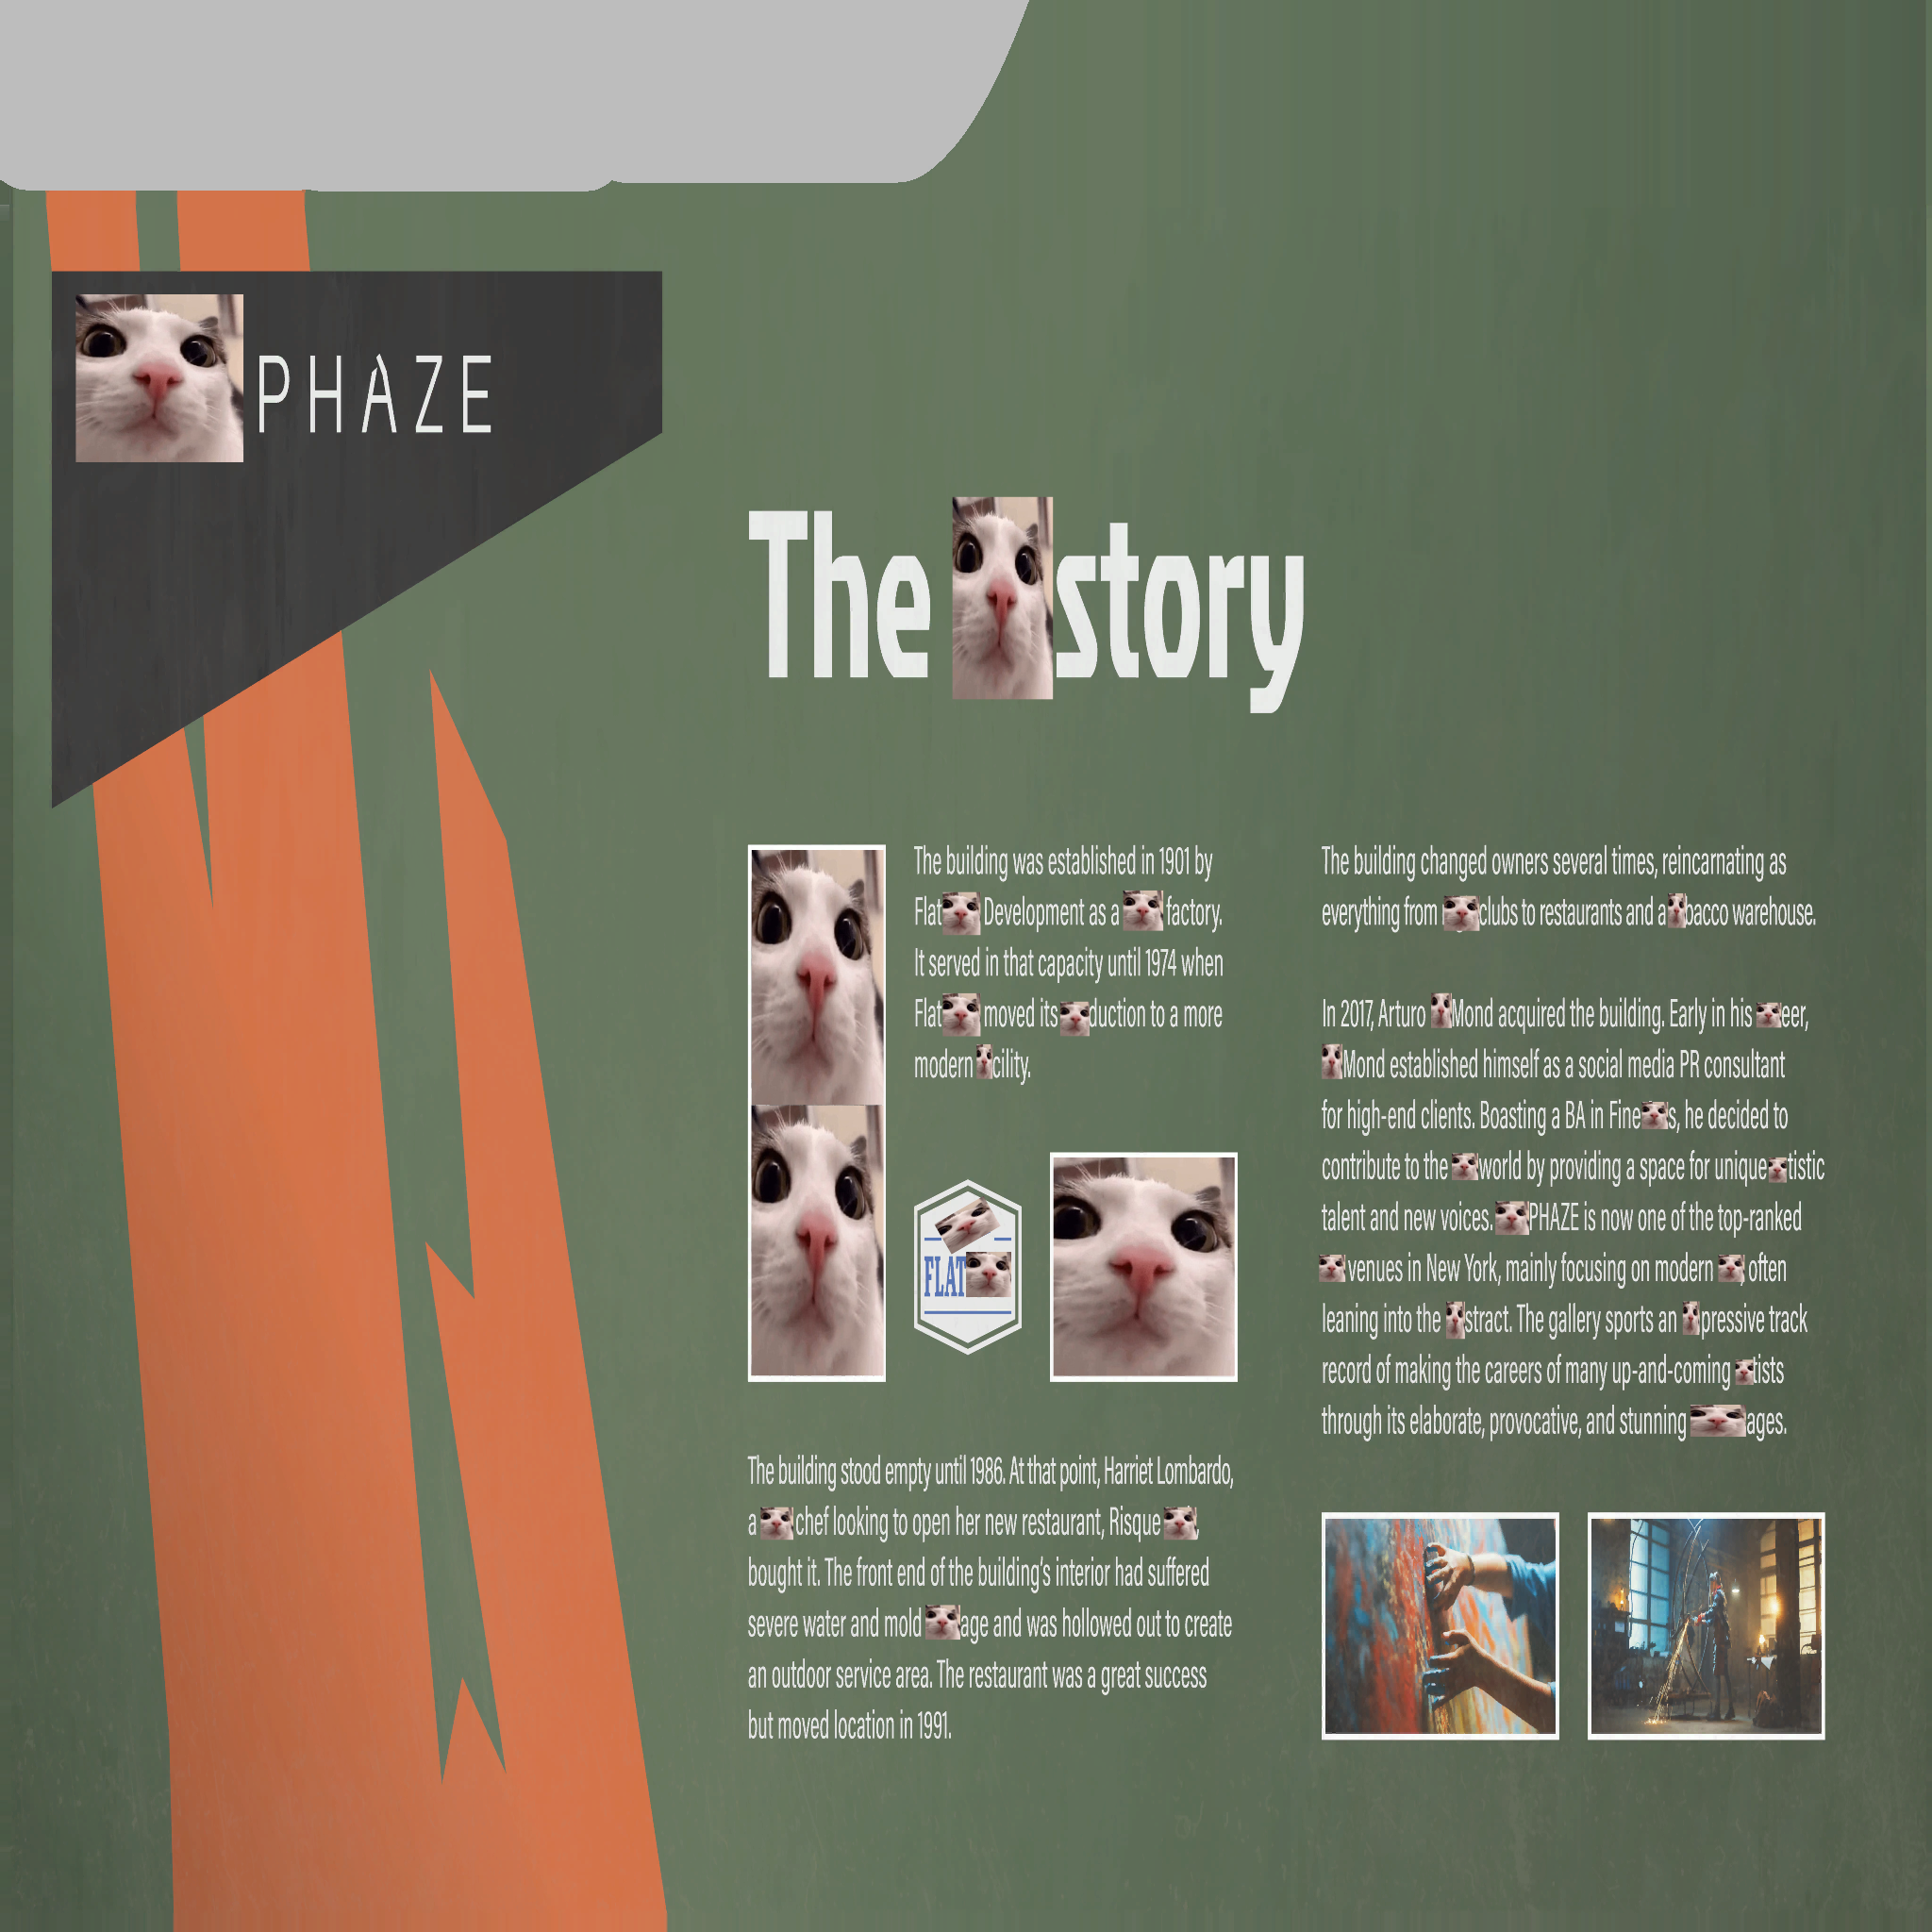 PHAZE
The story
The building was established in 1901 by
Flat Development as a factory.
It served in that capacity until 1974 when
Flat moved its duction to a more
modern cility.
FLAT
The building stood empty until 1986. At that point, Harriet Lombardo,
a chef looking to open her new restaurant, Risque ,
bought it. The front end of the building’s interior had suffered
severe water and mold age and was hollowed out to create
an outdoor service area. The restaurant was a great success
but moved location in 1991.
The building changed owners several times, reincarnating as
everything from clubs to restaurants and a bacco warehouse.
In 2017, Arturo Mond acquired the building. Early in his eer,
Mond established himself as a social media PR consultant
for high-end clients. Boasting a BA in Fine s, he decided to
contribute to the world by providing a space for unique tistic
talent and new voices. PHAZE is now one of the top-ranked
venues in New York, mainly focusing on modern , often
leaning into the stract. The gallery sports an pressive track
record of making the careers of many up-and-coming tists
through its elaborate, provocative, and stunning ages.